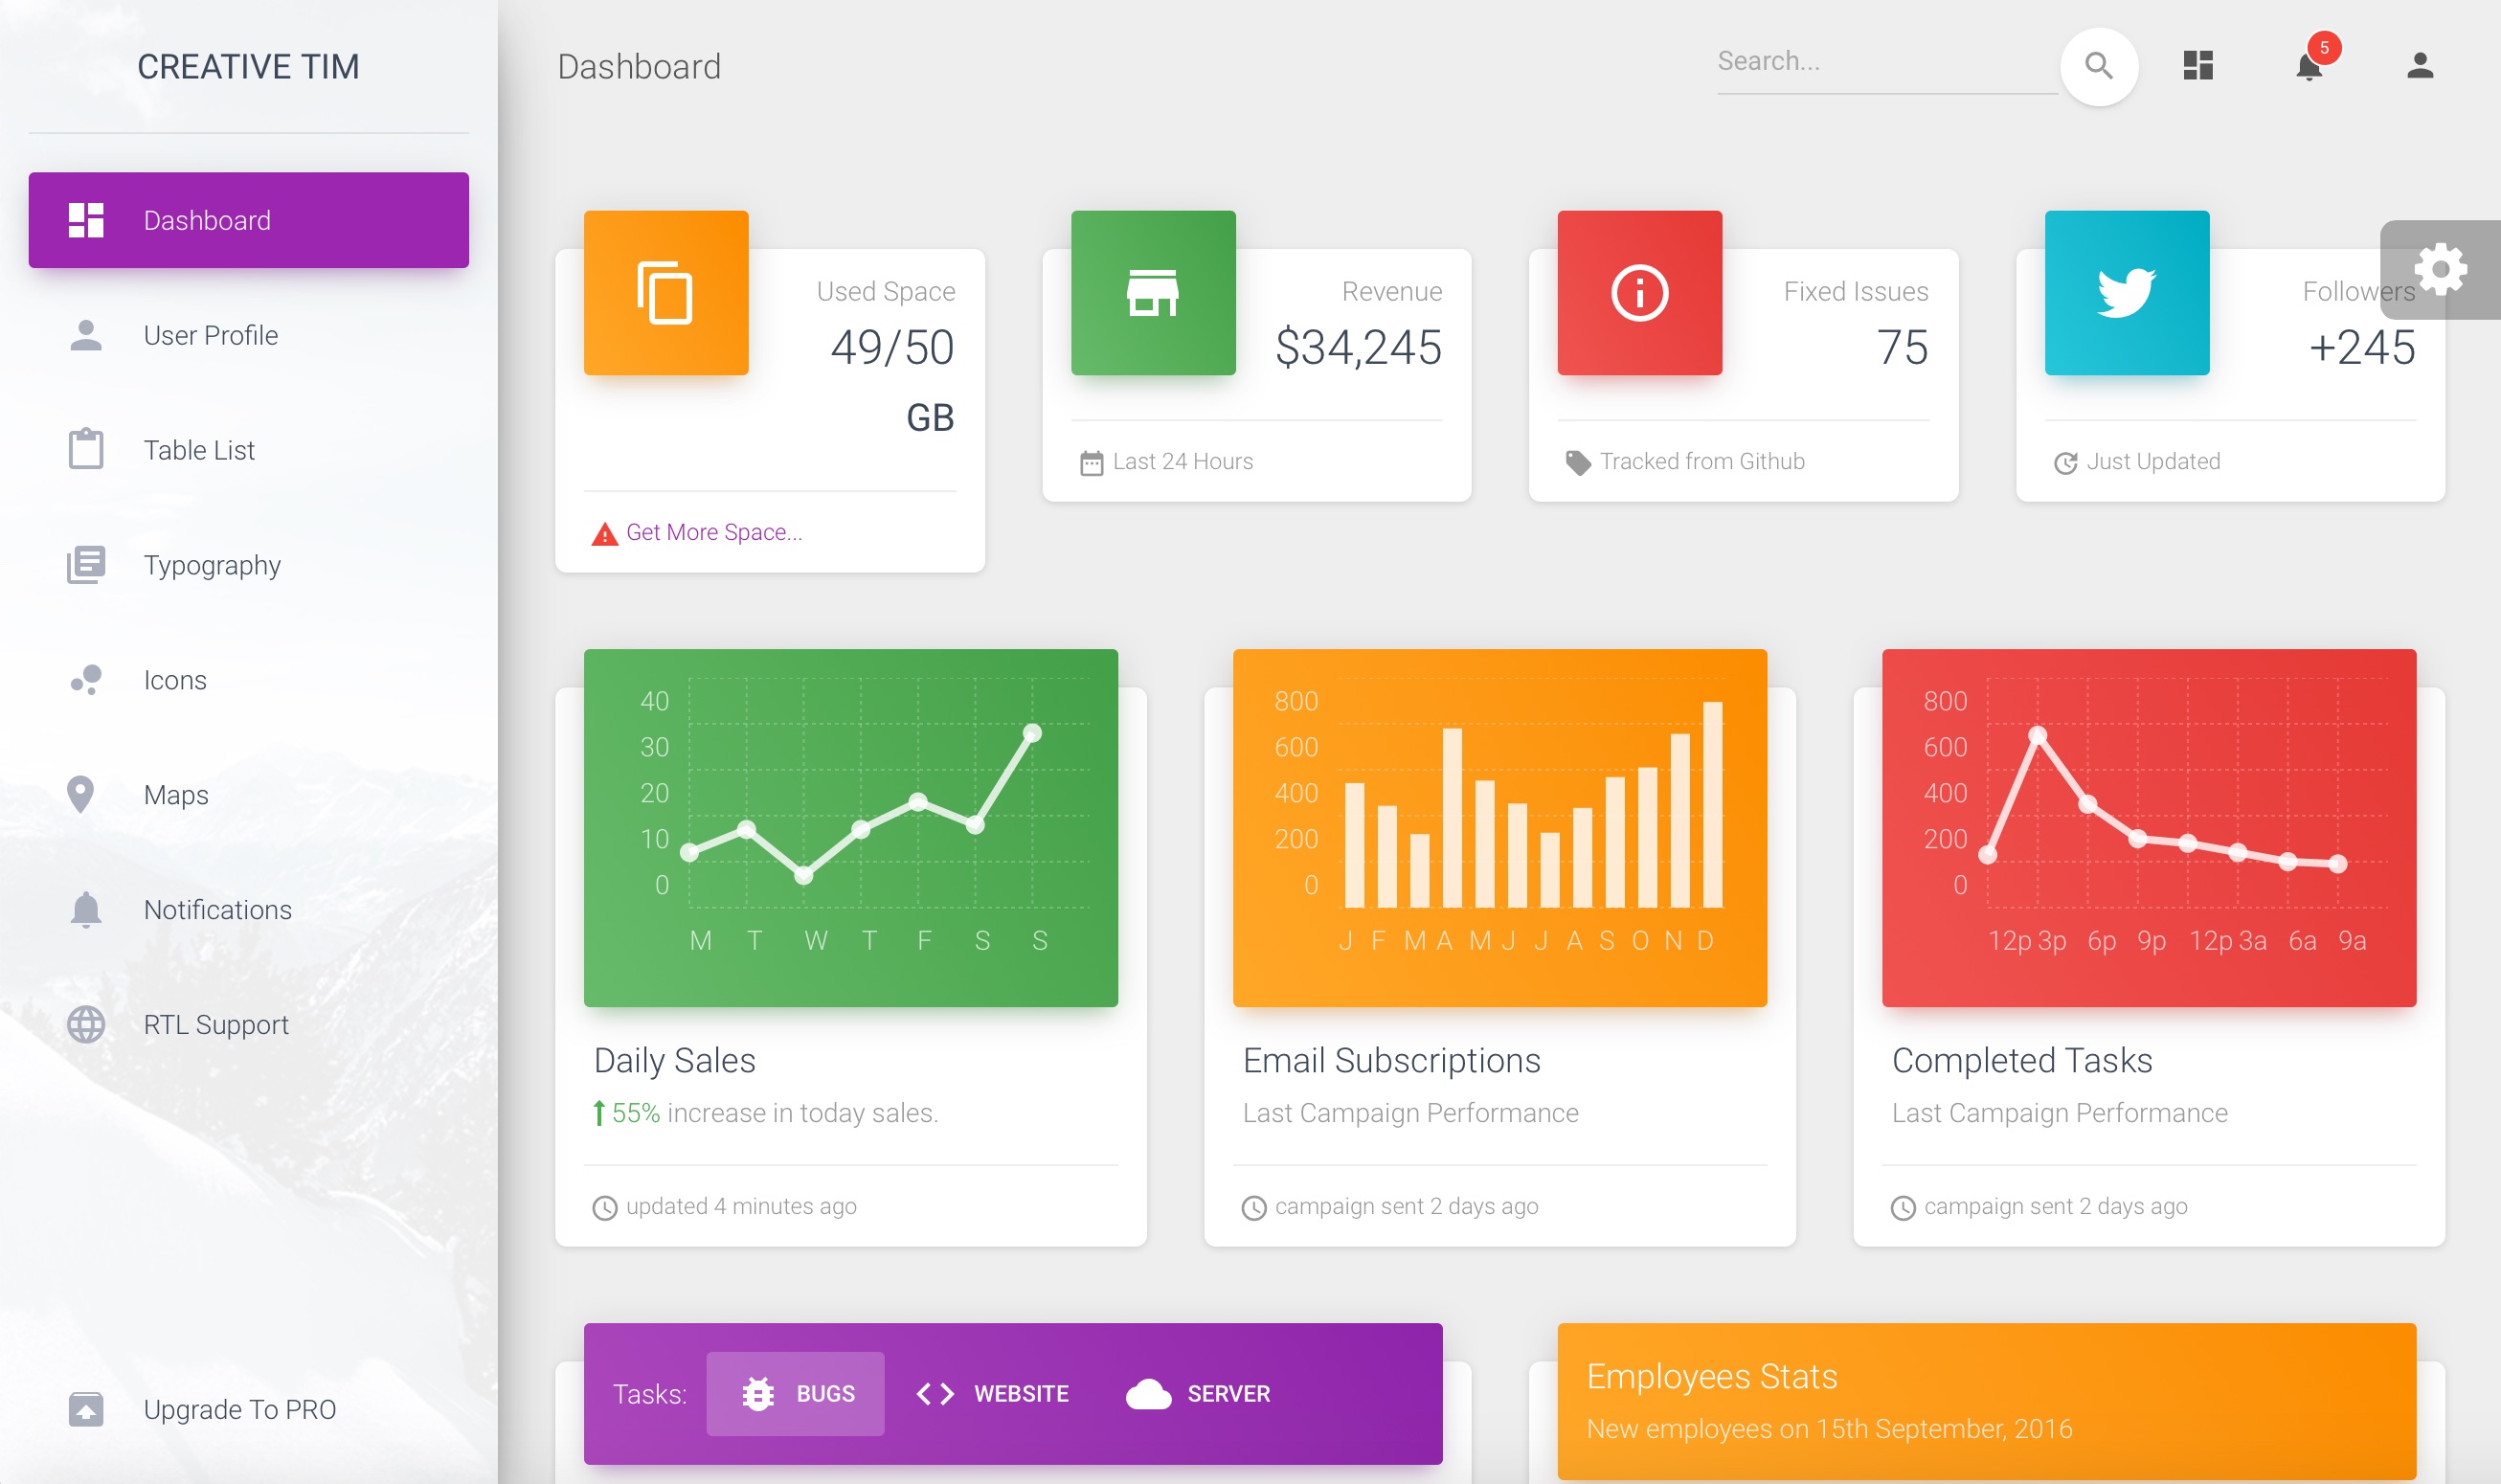 CREATIVE TIM
Dashboard
User Profile
Table List
Typography
Icons
Maps
Notifications
RTL Support
Upgrade To PRO
Dashboard
Search...
5
Used Space
49/50
GB
Get More Space...
Revenue
$34,245
Last 24 Hours
Fixed Issues
75
Tracked from Github
Followers
+245
Just Updated
40
30
20
10
0
M T W T F S S
Daily Sales
55% increase in today sales.
updated 4 minutes ago
800
600
400
200
0
J F M A M J J A S O N D
Email Subscriptions
Last Campaign Performance
campaign sent 2 days ago
800
600
400
200
0
12p 3p 6p 9p 12p 3a 6a 9a
Completed Tasks
Last Campaign Performance
campaign sent 2 days ago
Tasks: BUGS WEBSITE SERVER
Employees Stats
New employees on 15th September, 2016